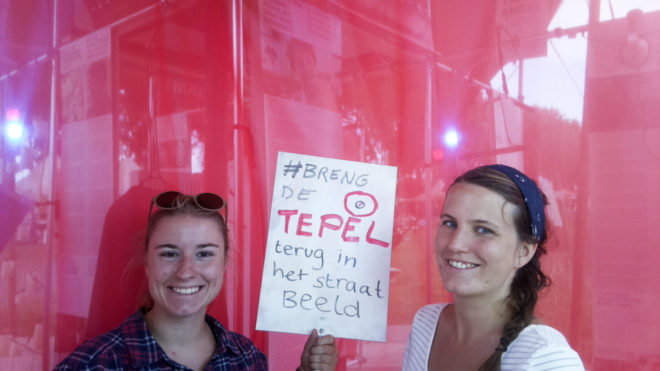 #BRENG
DE
TEPEL
terug in
het straat
Beeld